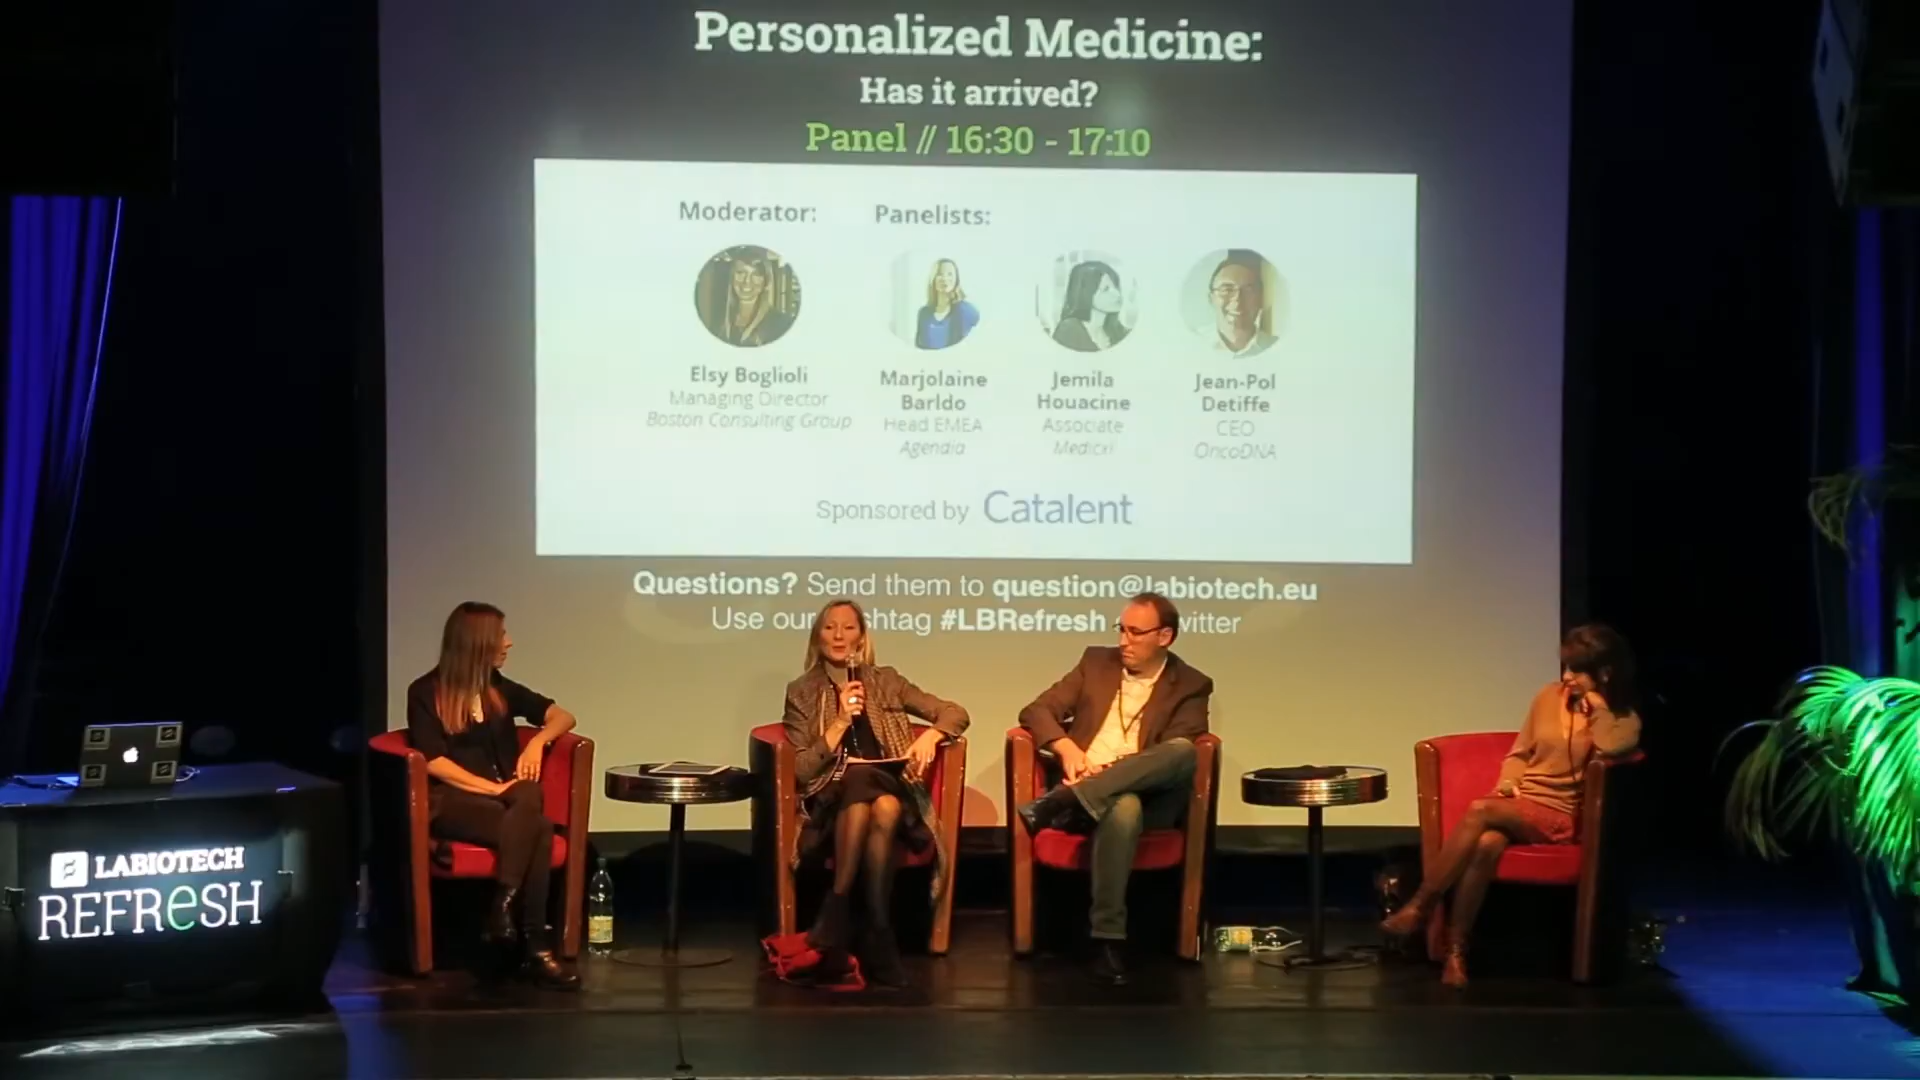 Personalized Medicine:
Has it arrived?
Panel // 16:30 - 17:10
Moderator:
Panelists:
Elsy Boglioli
Managing Director
Boston Consulting Group
Marjolaine
Barldo
Head EMEA
Agendia
Jemila
Houacine
Associate
Medicxi
Jean-Pol
Detiffe
CEO
OncoDNA
Sponsored by Catalent
Questions? Send them to question@labiotech.eu
Use our #LBRefresh
LABIOTECH
REFReSH